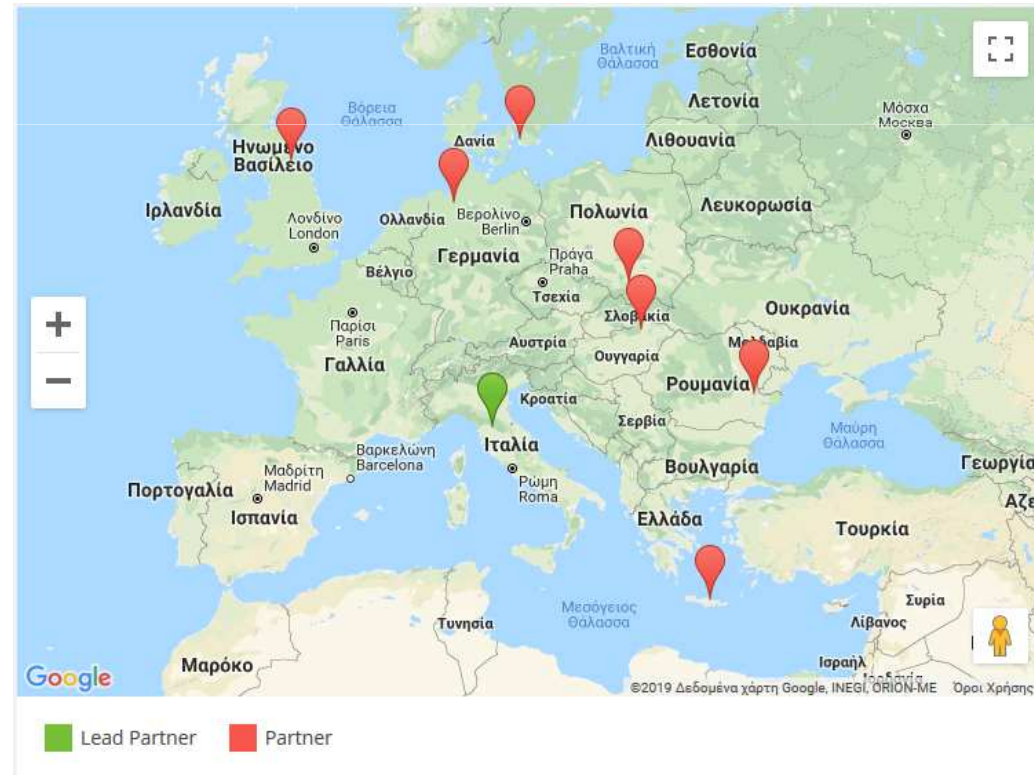 Βαλτική
Θάλασσα
Εσθονία
Βόρεια
Θάλασσα
Λετονία
Μόσχα
Москва
Δανία
Λιθουανία
Ηνωμένο
Βασίλειο
Ιρλανδία
Λονδίνο
London
Ολλανδία
Βερολίνο
Berlin
Πολωνία
Λευκορωσία
Γερμανία
Βέλγιο
Πράγα
Praha
Τσεχία
Παρίσι
Paris
Σλοβακία
Ουκρανία
Αυστρία
Ουγγαρία
Μολδαβία
Γαλλία
Ρουμανία
Κροατία
Σερβία
Μαύρη
Θάλασσα
Ιταλία
Βαρκελώνη
Barcelona
Βουλγαρία
Γεωργία
Μαδρίτη
Madrid
Πορτογαλία
Ρώμη
Roma
Αζε
Ισπανία
Ελλάδα
Τουρκία
Μεσόγειος
Θάλασσα
Συρία
Τυνησία
Λίβανος
Μαρόκο
Ισραήλ
Ιορδανία
Google
©2019 Δεδομένα χάρτη Google, INEGI, ORION-ME Όροι Χρήσης
Lead Partner Partner